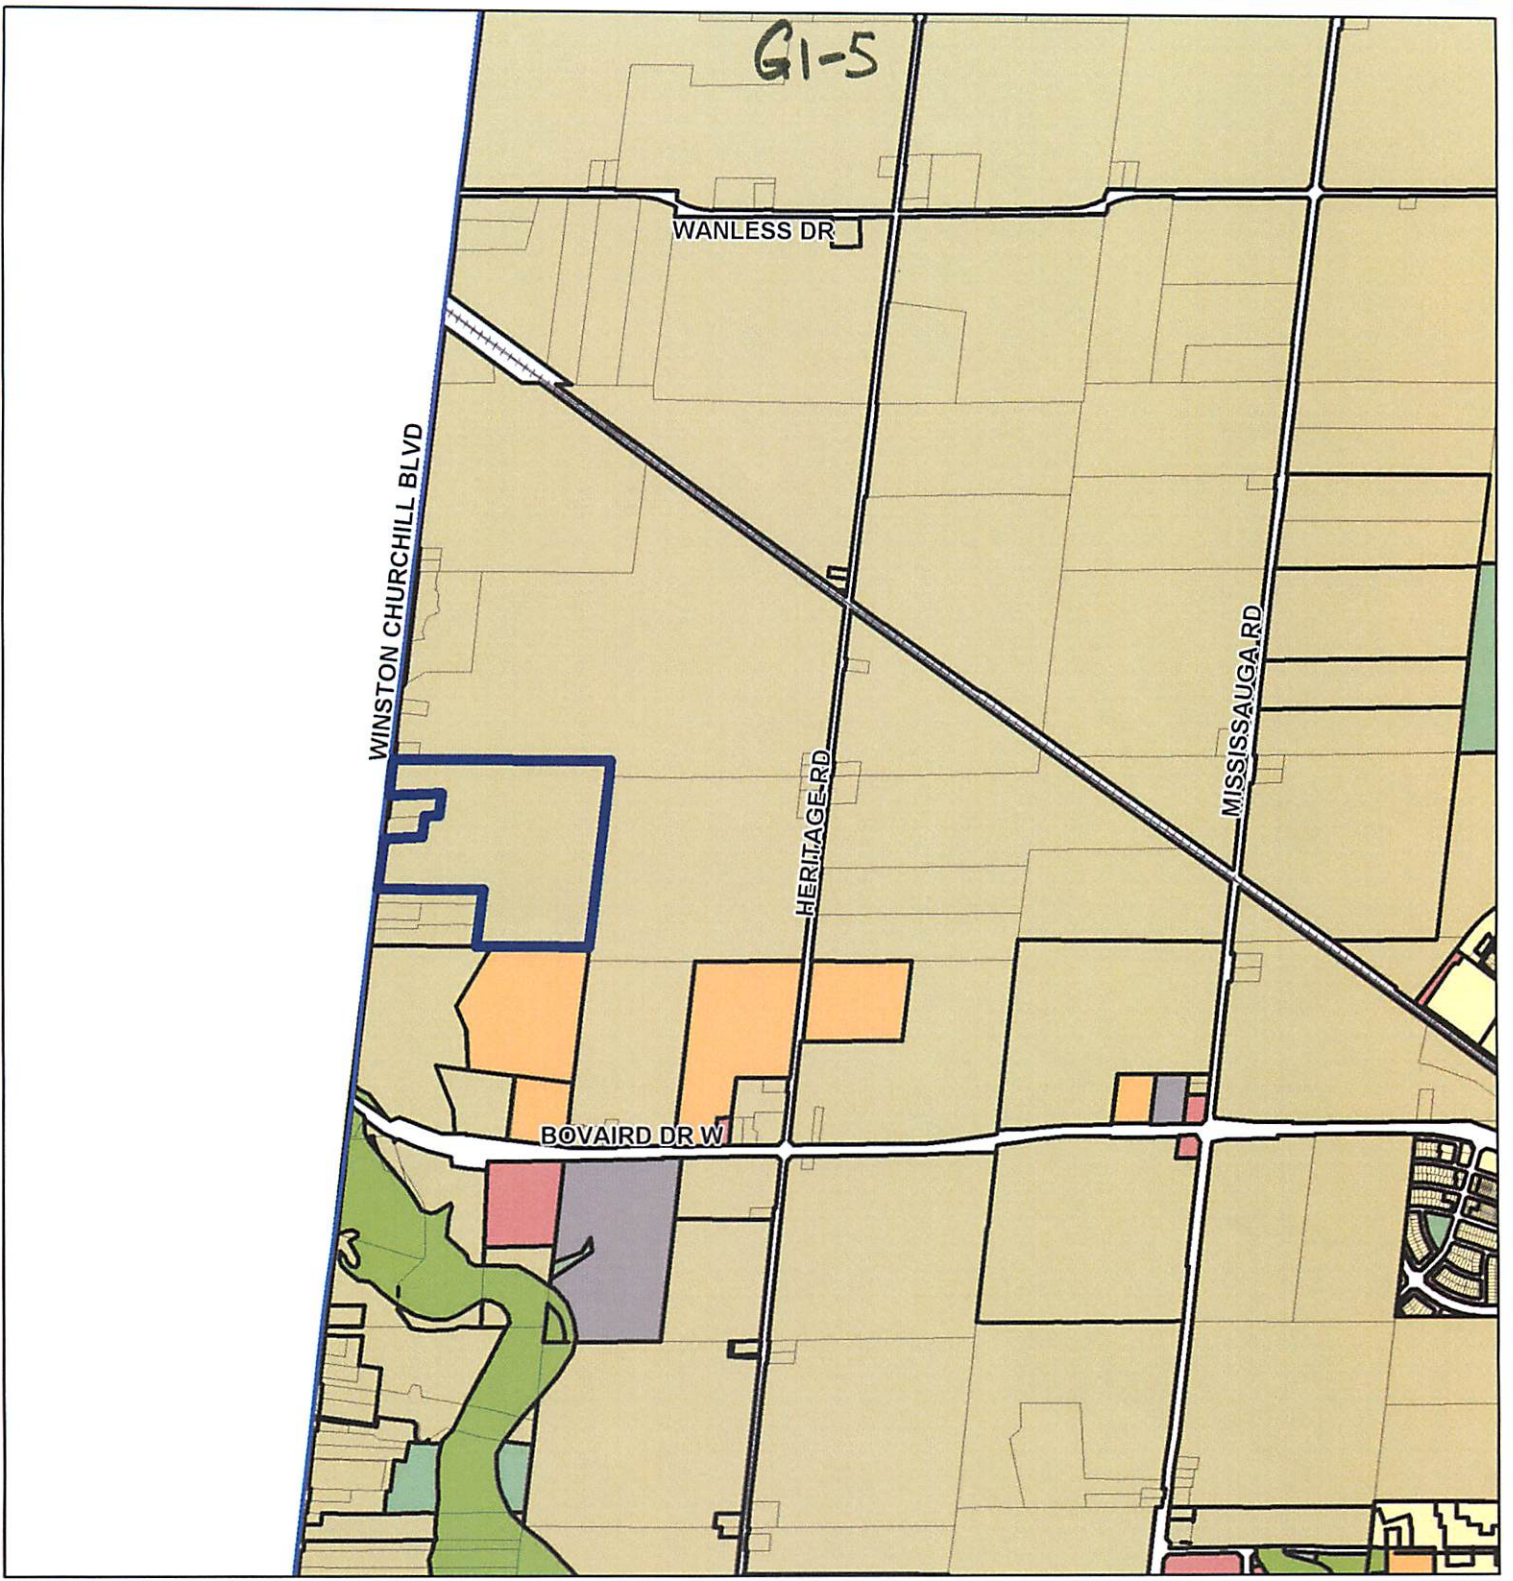 G1-5
WANLESS DR
WINSTON CHURCHILL BLVD
MISSISSAUGA RD
HERITAGE RD
BOVAIRD DR W